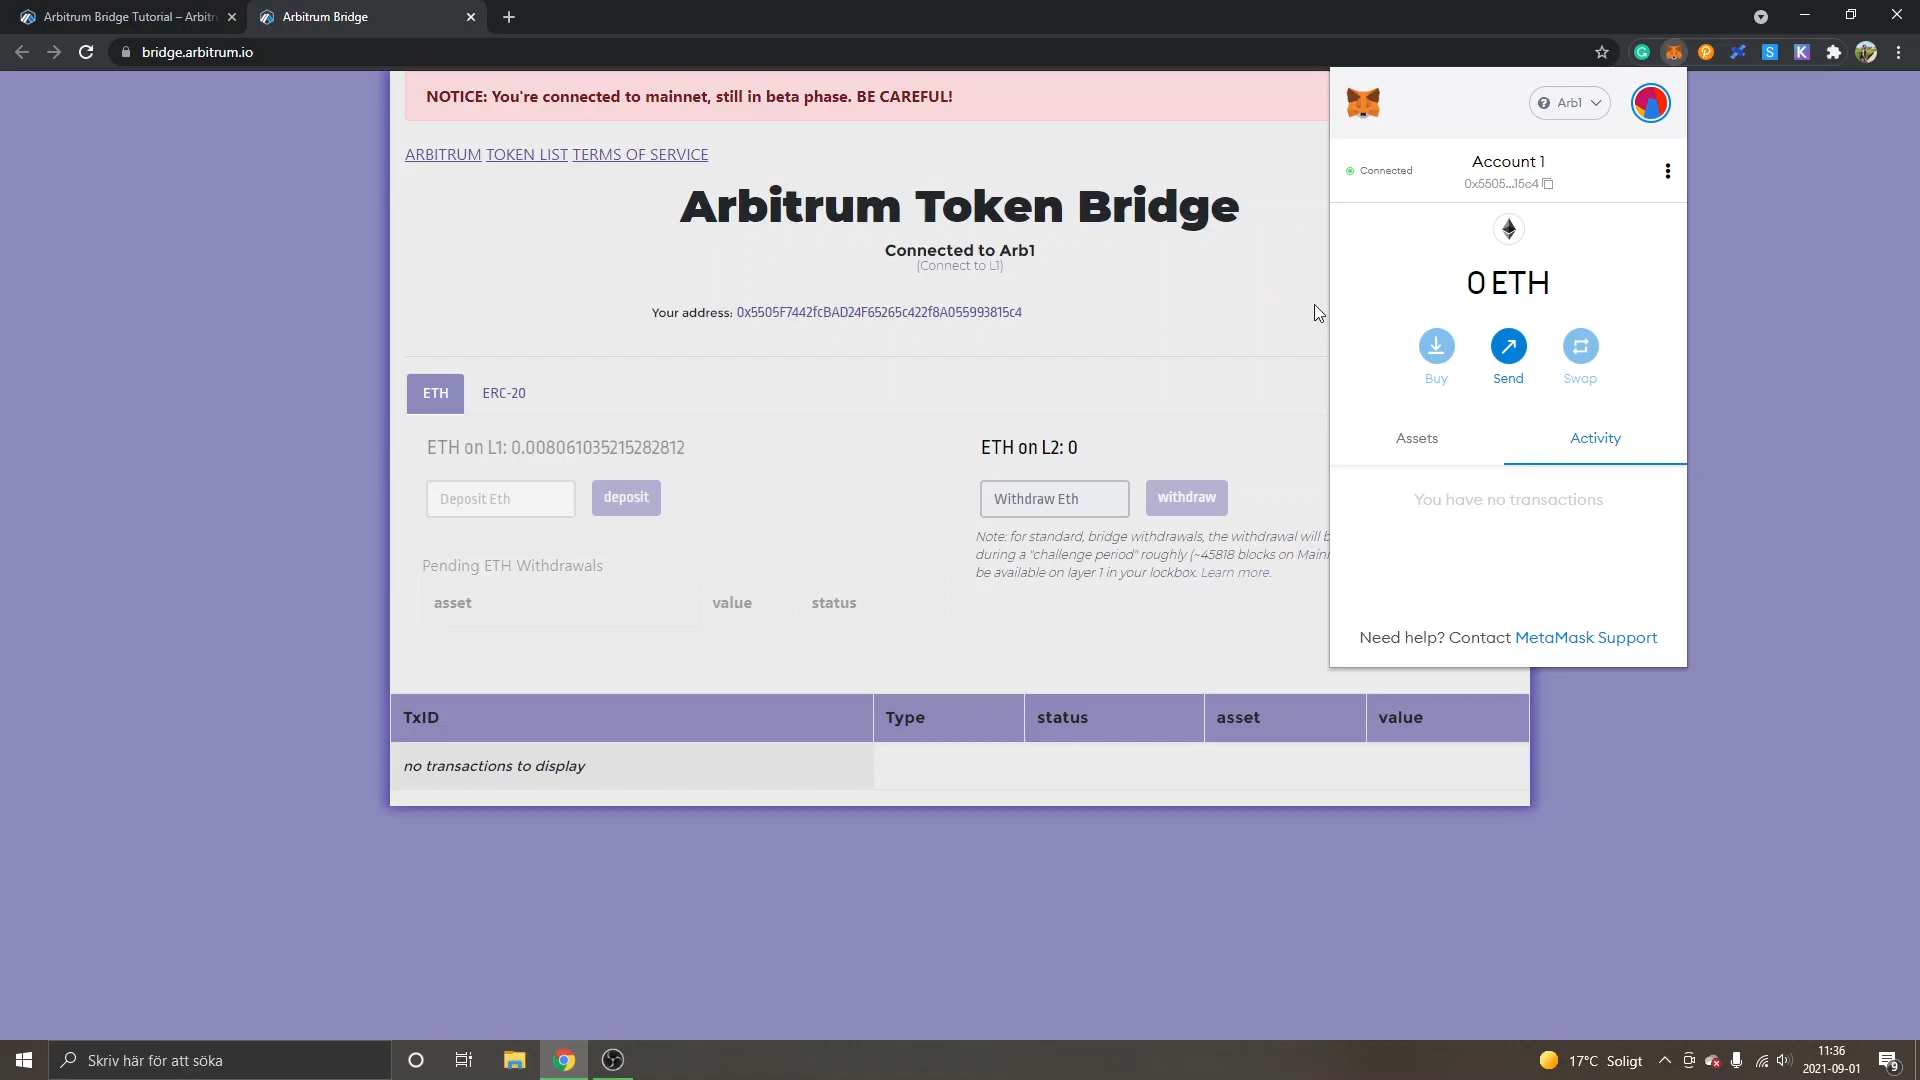 Arbitrum Bridge Tutorial – Arbitr
Arbitrum Bridge
bridge.arbitrum.io
S
K
NOTICE: You're connected to mainnet, still in beta phase. BE CAREFUL!
ARBITRUM TOKEN LIST TERMS OF SERVICE
Arbitrum Token Bridge
Connected to Arb1
(Connect to L1)
Your address: 0x5505F7442fcBAD24F65265c422f8A055993815c4
ETH
ERC-20
ETH on L1: 0.008061035215282812
Deposit Eth
deposit
Pending ETH Withdrawals
asset value status
ETH on L2: 0
Withdraw Eth
withdraw
Note: for standard, bridge withdrawals, the withdrawal will b
during a "challenge period" roughly (~45818 blocks on Main
be available on layer 1 in your lockbox. Learn more.
TxID Type status asset value
no transactions to display
Arb1
Connected
Account 1
0x5505...15c4
0 ETH
Buy
Send
Swap
Assets
Activity
You have no transactions
Need help? Contact MetaMask Support
Skriv här för att söka
17°C Soligt
11:36
2021-09-01
9